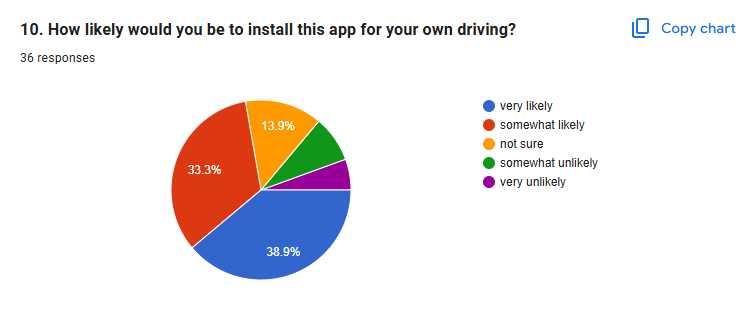 10. How likely would you be to install this app for your own driving?
Copy chart
36 responses
very likely
somewhat likely
not sure
somewhat unlikely
very unlikely
13.9%
33.3%
38.9%